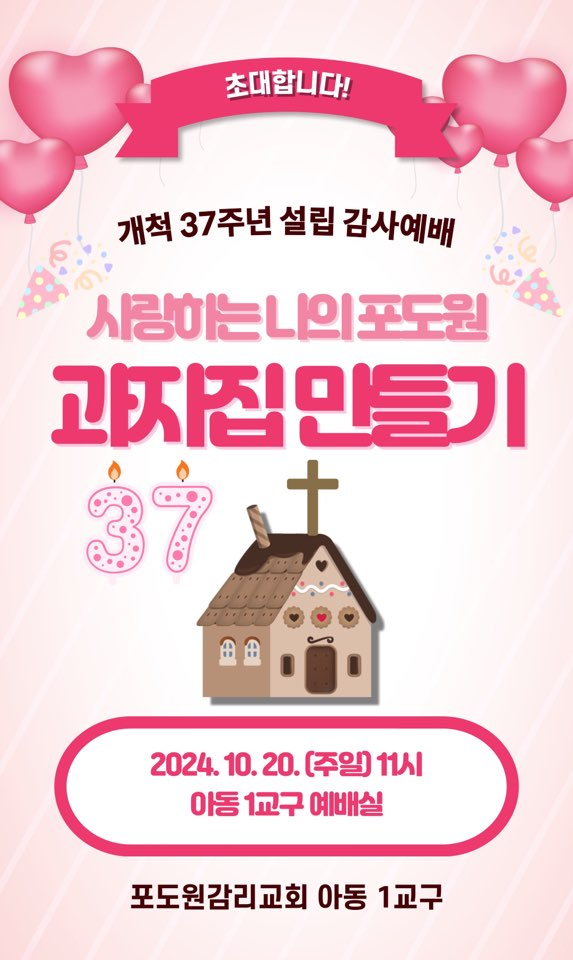 초대합니다!
개척 37주년 설립 감사예배
사랑하는 나의 포도원
과자집 만들기
37
2024. 10. 20. (주일) 11시
아동 1교구 예배실
포도원감리교회 아동 1교구